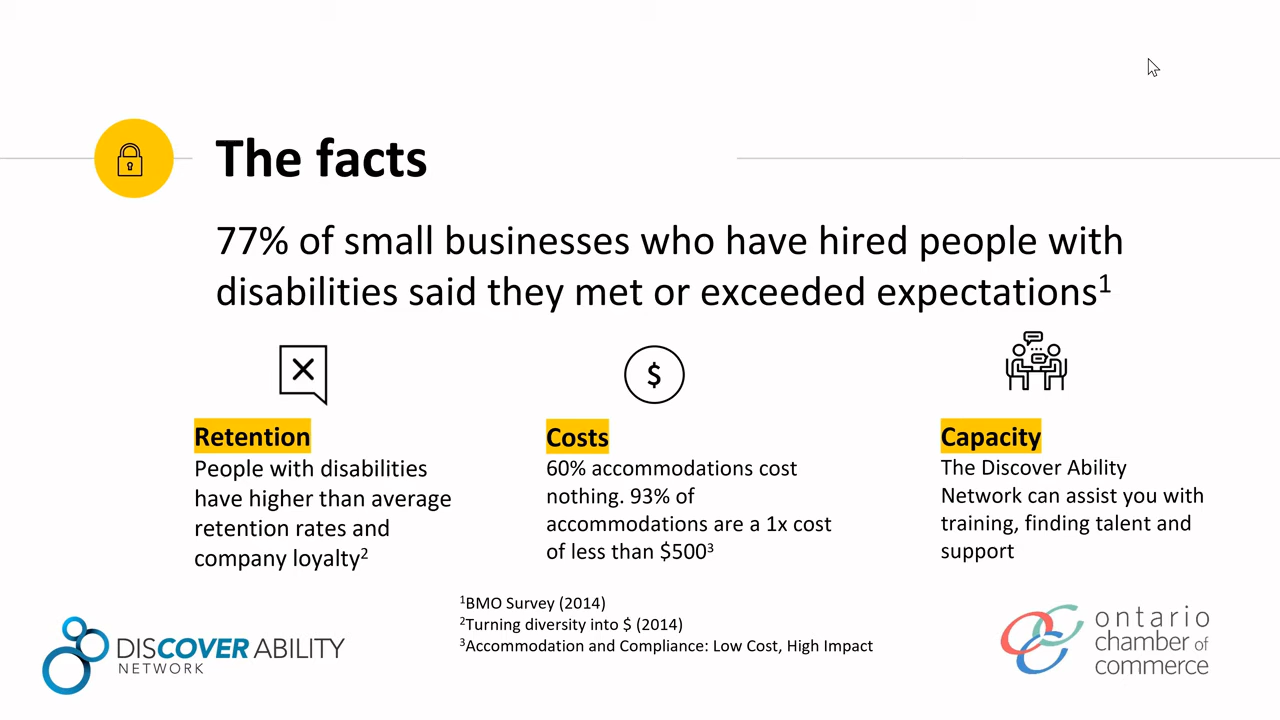 The facts
77% of small businesses who have hired people with
disabilities said they met or exceeded expectations¹
$
Retention
People with disabilities
have higher than average
retention rates and
company loyalty²
Costs
60% accommodations cost
nothing. 93% of
accommodations are a 1x cost
of less than $500³
Capacity
The Discover Ability
Network can assist you with
training, finding talent and
support
¹BMO Survey (2014)
²Turning diversity into $ (2014)
³Accommodation and Compliance: Low Cost, High Impact
DISCOVER ABILITY
NETWORK
ontario
chamber of
commerce